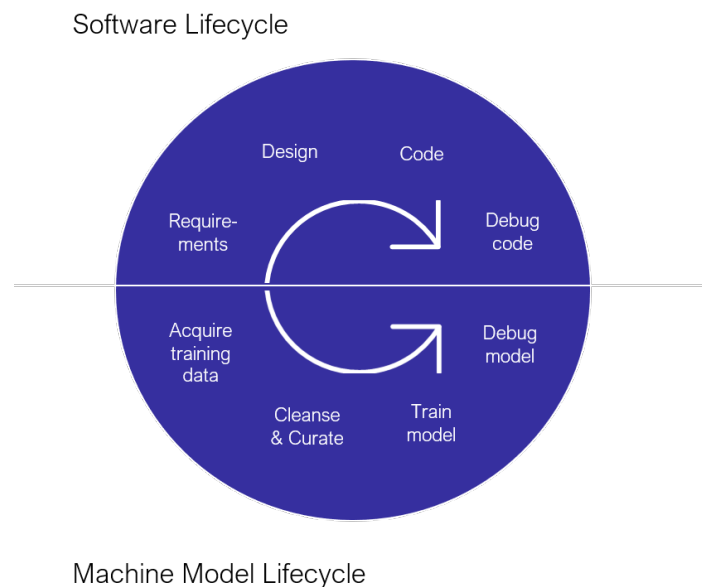 Software Lifecycle
Design
Code
Require-
ments
Debug
code
Acquire
training
data
Debug
model
Cleanse
& Curate
Train
model
Machine Model Lifecycle